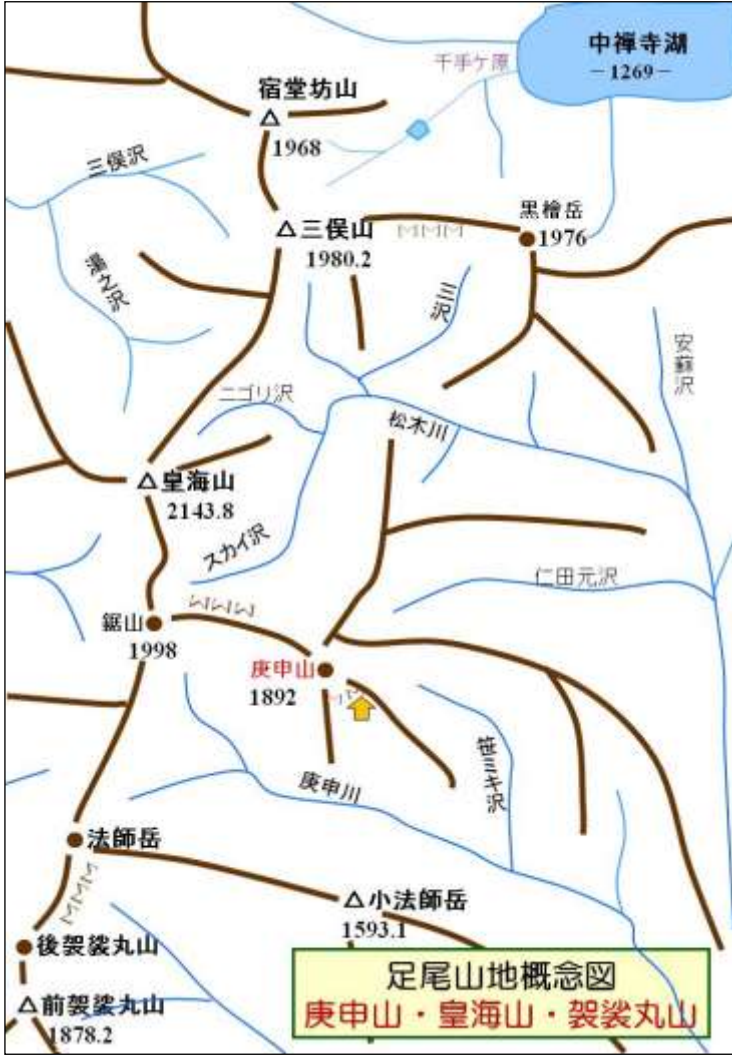 中禅寺湖
－1269－
千手ケ原
宿堂坊山
1968
三俣沢
黒檜岳
1976
三俣山
1980.2
湯之沢
三沢
安蘇沢
ニゴリ沢
松木川
皇海山
2143.8
スカイ沢
仁田元沢
鋸山
1998
庚申山
1892
笹ミキ沢
庚申川
法師岳
小法師岳
1593.1
後袈裟丸山
前袈裟丸山
1878.2
足尾山地概念図
庚申山・皇海山・袈裟丸山